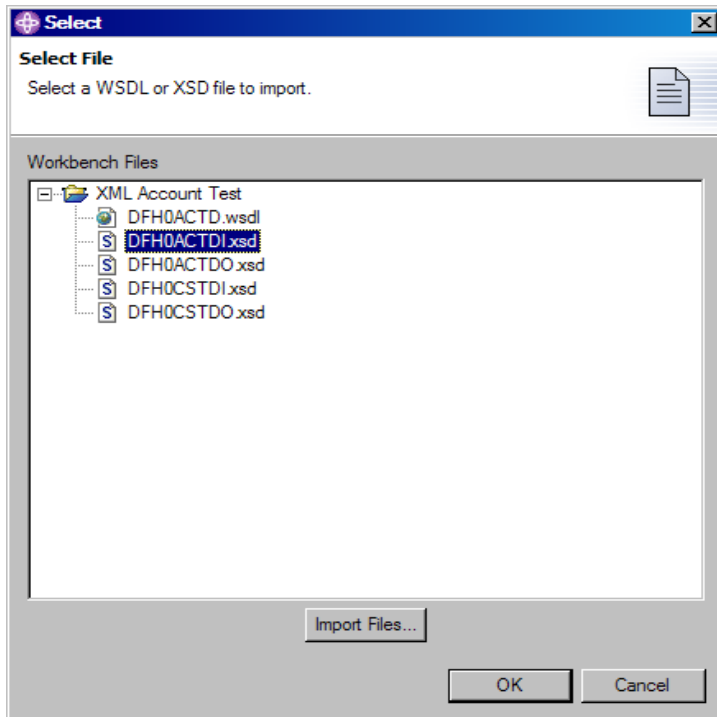 Select
Select File
Select a WSDL or XSD file to import.
Workbench Files
XML Account Test
DFH0ACTD.wsdl
DFH0ACTDI.xsd
DFH0ACTDO.xsd
DFH0CSTDI.xsd
DFH0CSTDO.xsd
Import Files...
OK Cancel